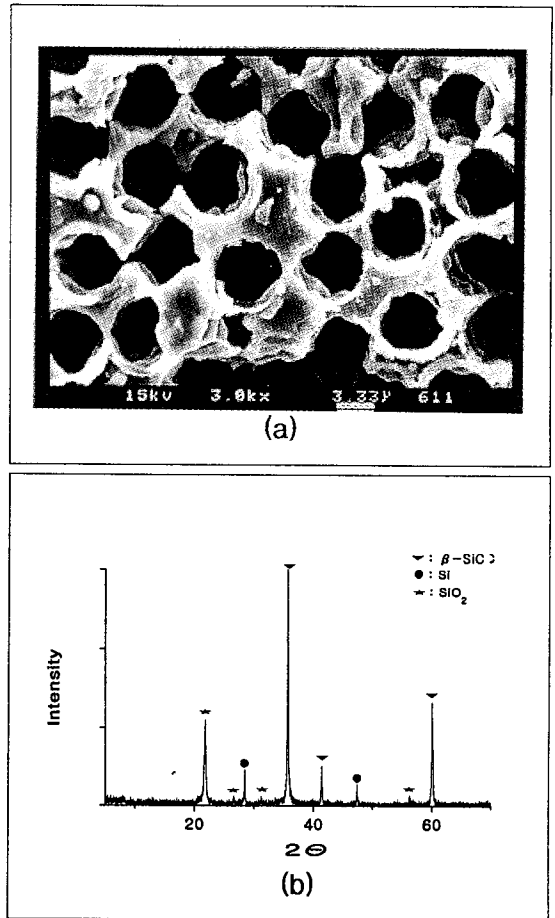 15kv 3.0kx 3.33μ 611
(a)
▼ : β-SiC
● : Si
★ : SiO₂
Intensity
20 40 60
2Θ
(b)